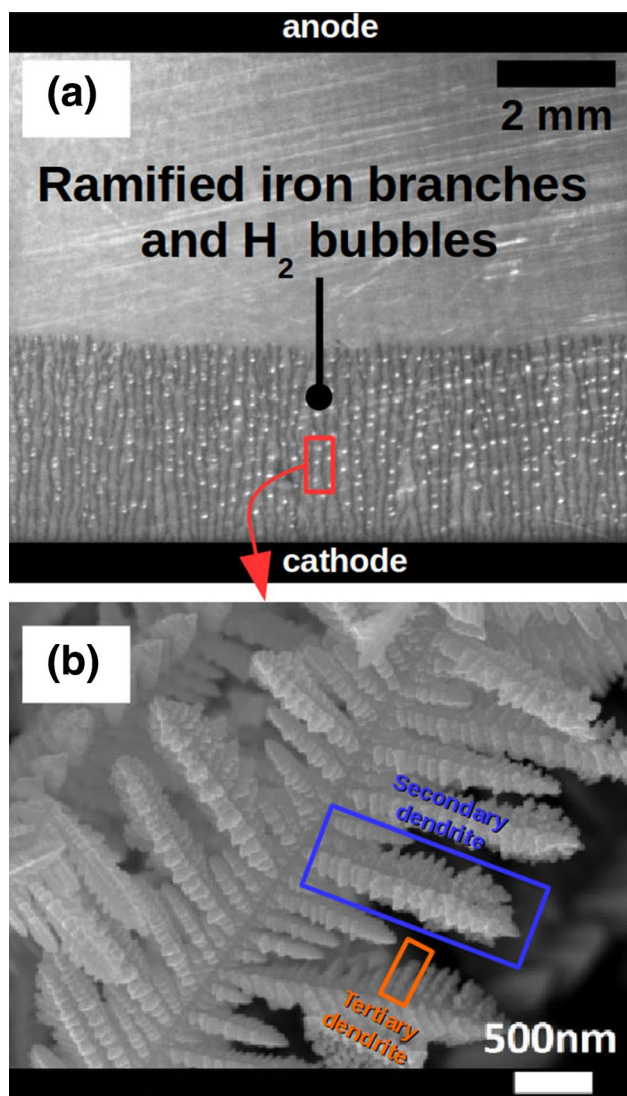 anode
(a)
2 mm
Ramified iron branches
and H₂ bubbles
cathode
(b)
Secondary
dendrite
Tertiary
dendrite
500nm